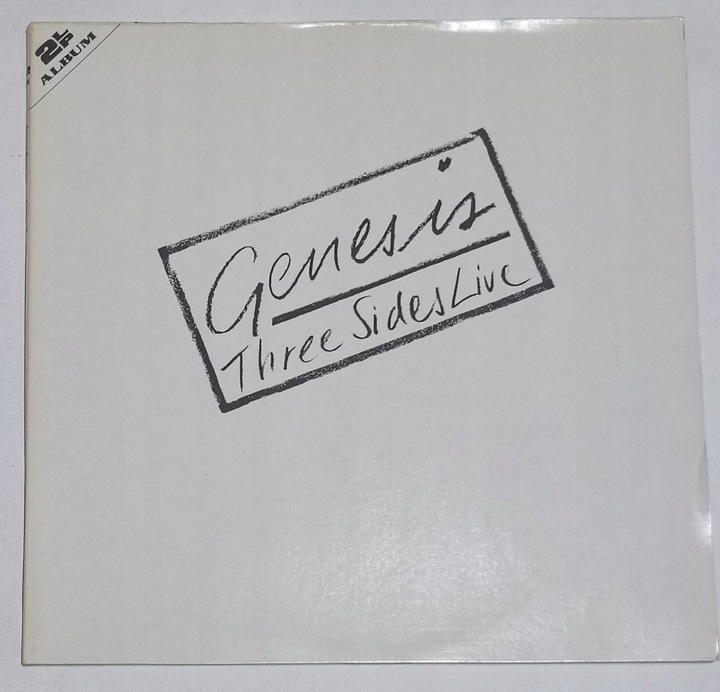 2LP
ALBUM
Genesis
Three Sides Live